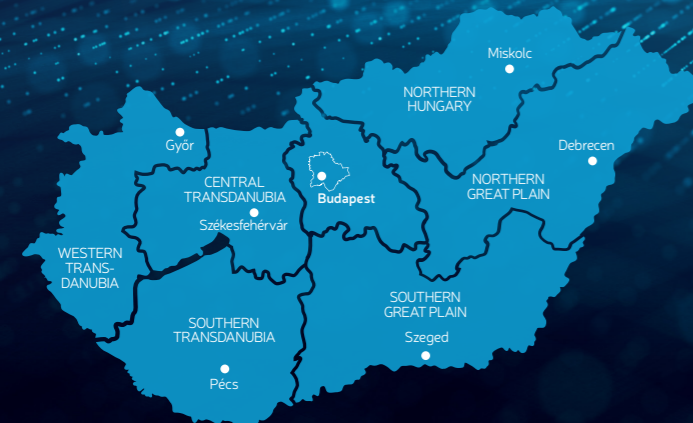 Miskolc
NORTHERN
HUNGARY
Győr
Debrecen
CENTRAL
TRANSDANUBIA
Székesfehérvár
Budapest
NORTHERN
GREAT PLAIN
WESTERN
TRANS-
DANUBIA
SOUTHERN
GREAT PLAIN
SOUTHERN
TRANSDANUBIA
Szeged
Pécs